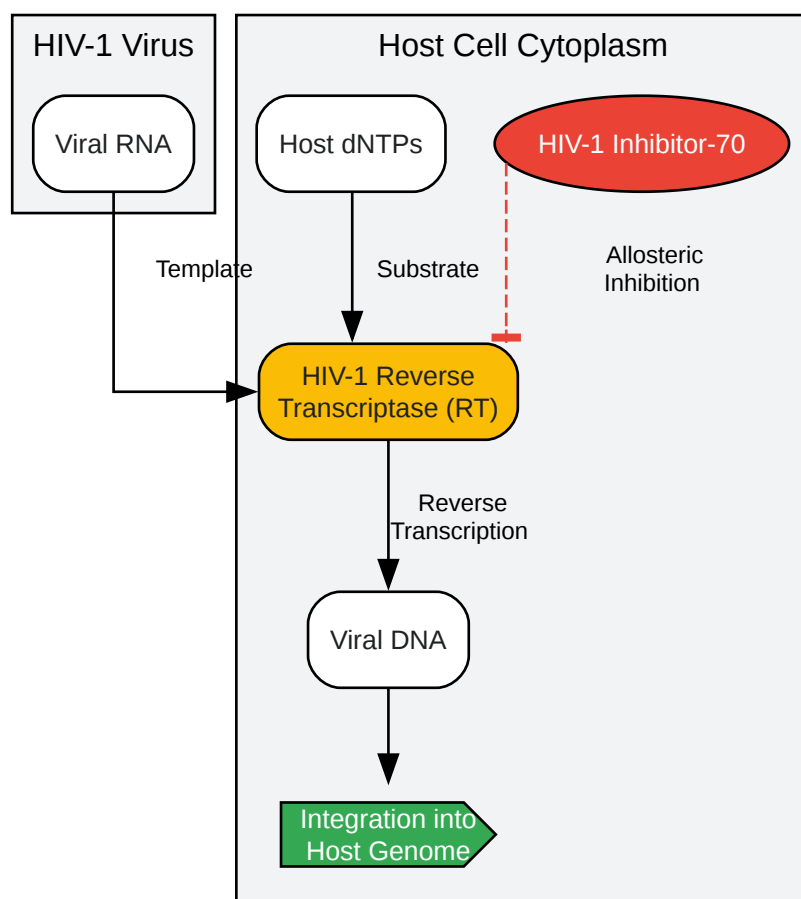 HIV-1 Virus
Host Cell Cytoplasm
Viral RNA
Host dNTPs
HIV-1 Inhibitor-70
Template
Substrate
Allosteric
Inhibition
HIV-1 Reverse
Transcriptase (RT)
Reverse
Transcription
Viral DNA
Integration into
Host Genome